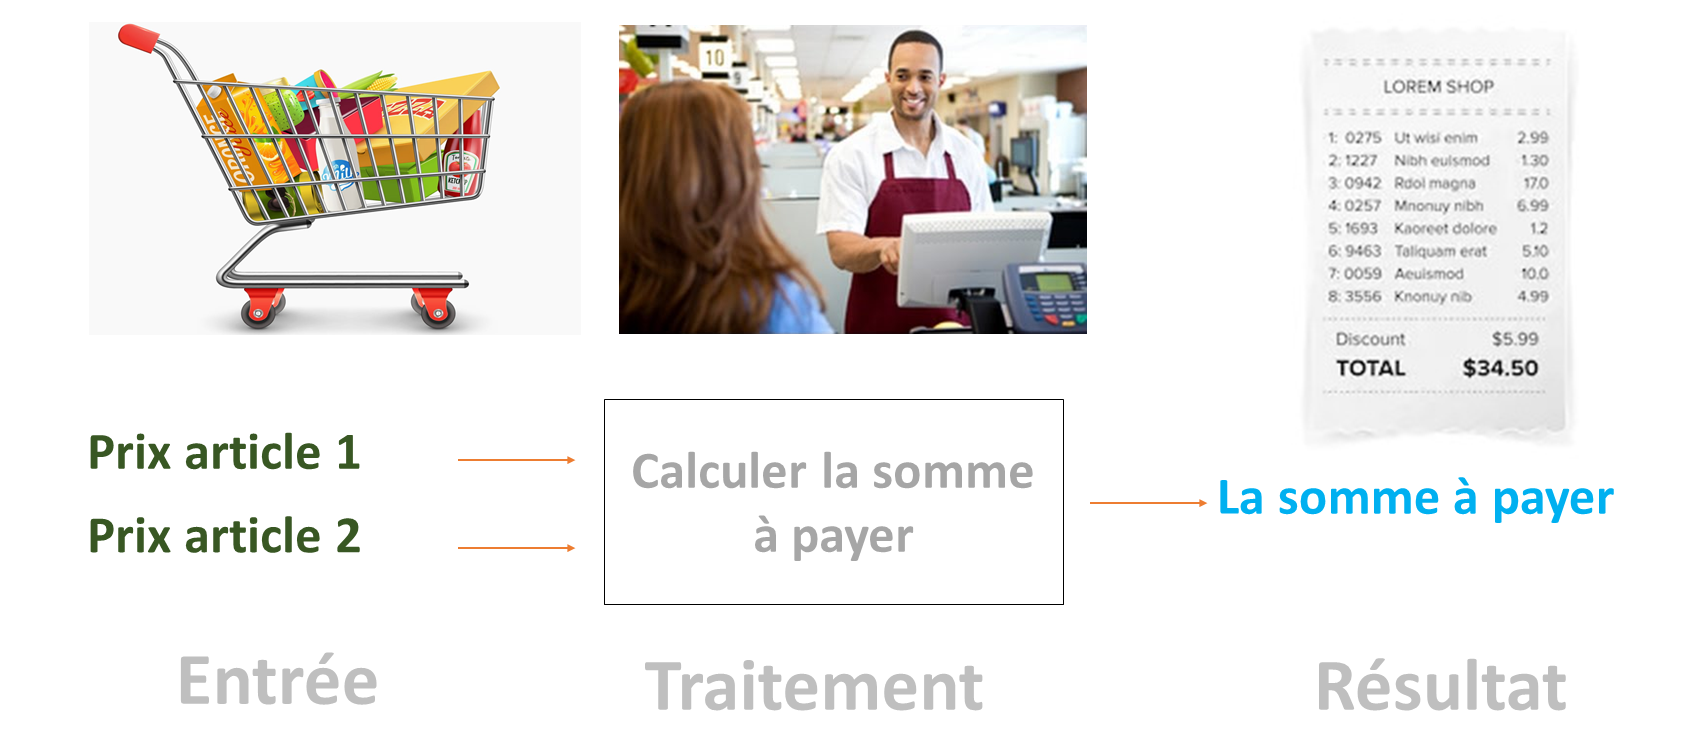 10
9
LOREM SHOP
1: 0275 Ut wisi enim 2.99
2: 1227 Nibh euismod 1.30
3: 0942 Rdol magna 17.0
4: 0257 Mnonuy nibh 6.99
5: 1693 Kaoreet dolore 1.2
6: 9463 Taliquam erat 5.10
7: 0059 Aeuismod 10.0
8: 3556 Knonuy nib 4.99
Discount $5.99
TOTAL $34.50
Prix article 1
Prix article 2
Calculer la somme
à payer
La somme à payer
Entrée
Traitement
Résultat